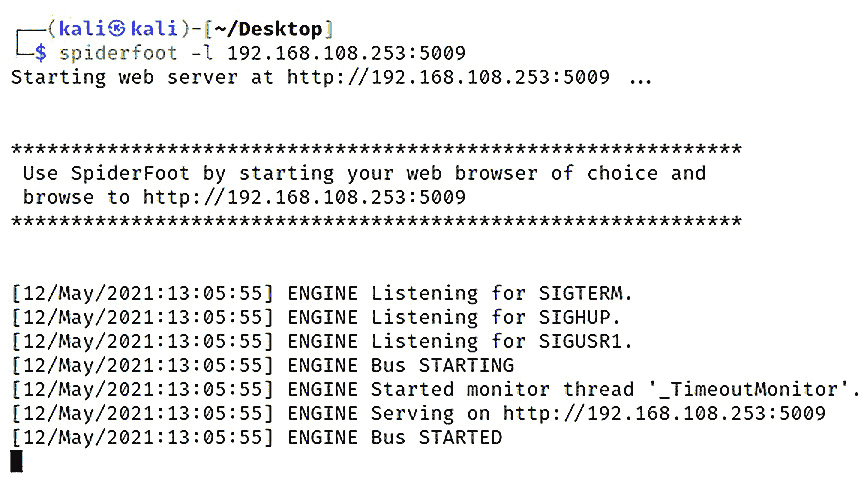 ┌──(kali㉿kali)-[~/Desktop]
└─$ spiderfoot -l 192.168.108.253:5009
Starting web server at http://192.168.108.253:5009 ...
*************************************************************
Use SpiderFoot by starting your web browser of choice and
browse to http://192.168.108.253:5009
*************************************************************
[12/May/2021:13:05:55] ENGINE Listening for SIGTERM.
[12/May/2021:13:05:55] ENGINE Listening for SIGHUP.
[12/May/2021:13:05:55] ENGINE Listening for SIGUSR1.
[12/May/2021:13:05:55] ENGINE Bus STARTING
[12/May/2021:13:05:55] ENGINE Started monitor thread '_TimeoutMonitor'.
[12/May/2021:13:05:55] ENGINE Serving on http://192.168.108.253:5009
[12/May/2021:13:05:55] ENGINE Bus STARTED